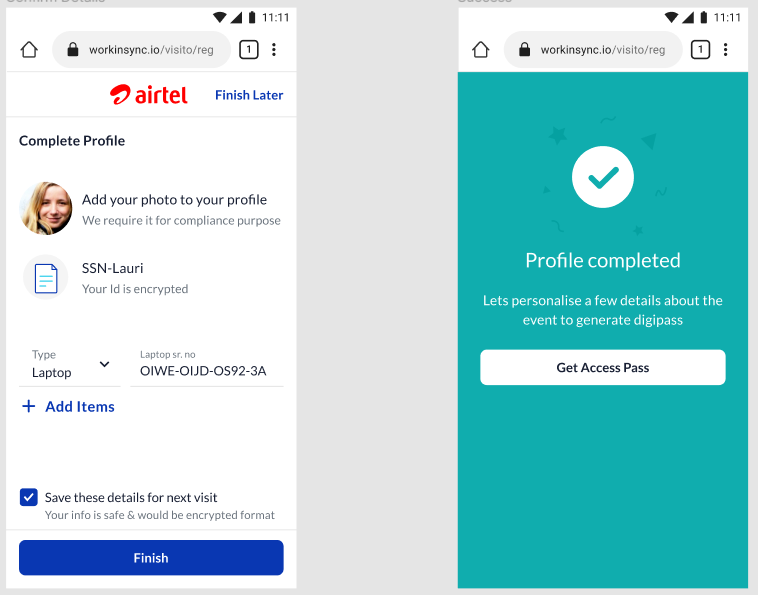 Confirm Details
11:11
workinsync.io/visito/reg
1
airtel
Finish Later
Complete Profile
Add your photo to your profile
We require it for compliance purpose
SSN-Lauri
Your Id is encrypted
Type
Laptop
Laptop sr. no
OIWE-OIJD-OS92-3A
+ Add Items
Save these details for next visit
Your info is safe & would be encrypted format
Finish
Success
11:11
workinsync.io/visito/reg
1
Profile completed
Lets personalise a few details about the
event to generate digipass
Get Access Pass